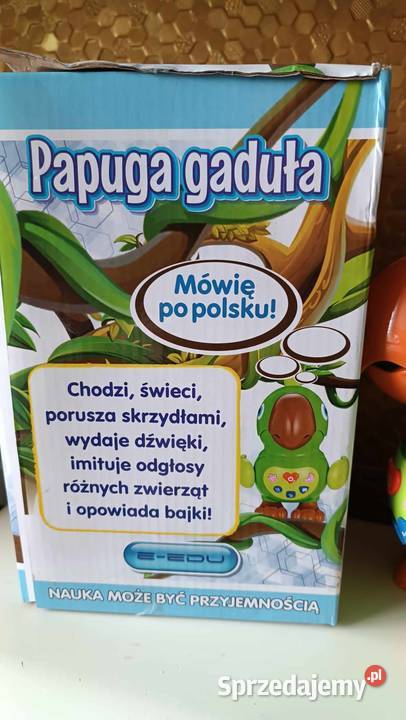 Papuga gaduła
Mówię
po polsku!
Chodzi, świeci,
porusza skrzydłami,
wydaje dźwięki,
imituje odgłosy
różnych zwierząt
i opowiada bajki!
E-EDU
NAUKA MOŻE BYĆ PRZYJEMNOŚCIĄ
Sprzedajemy.pl